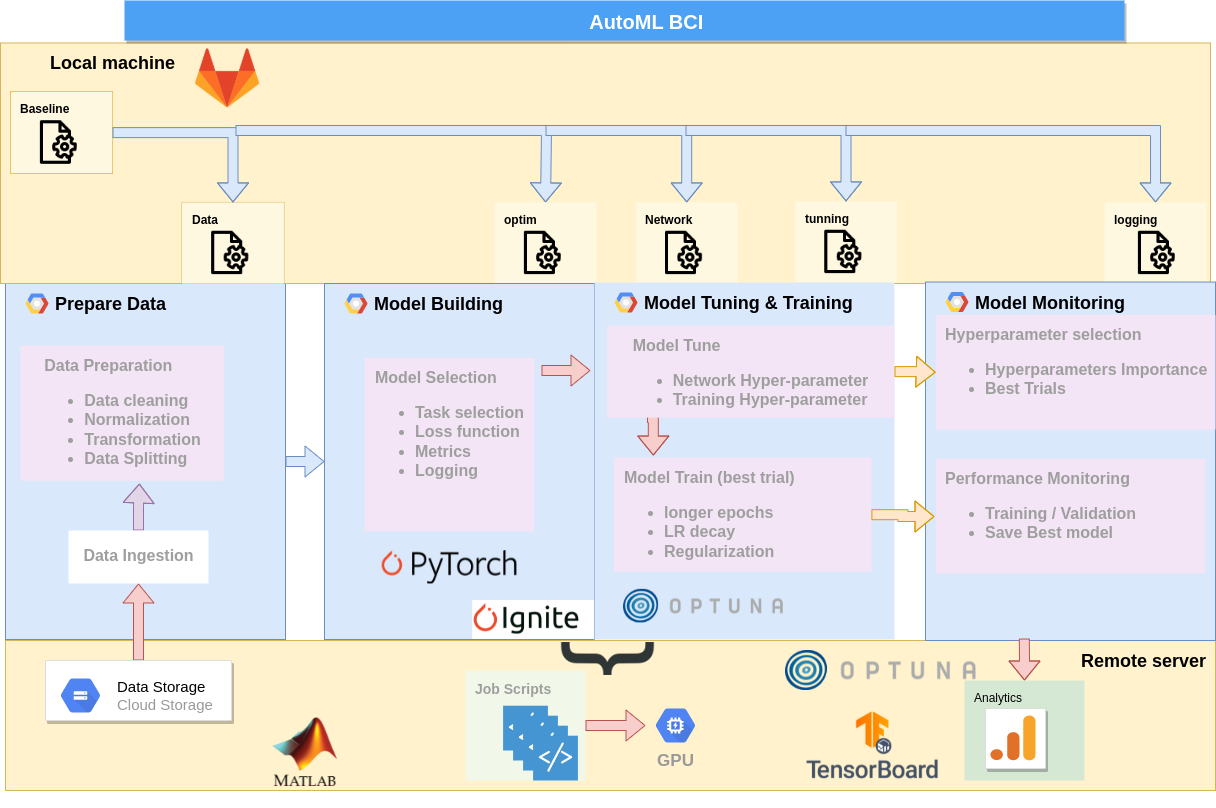 AutoML BCI
Local machine
Baseline
Data
optim
Network
tunning
logging
Prepare Data
Data Preparation
Data cleaning
Normalization
Transformation
Data Splitting
Data Ingestion
Model Building
Model Selection
Task selection
Loss function
Metrics
Logging
PyTorch
Ignite
Model Tuning & Training
Model Tune
Network Hyper-parameter
Training Hyper-parameter
Model Train (best trial)
longer epochs
LR decay
Regularization
OPTUNA
Model Monitoring
Hyperparameter selection
Hyperparameters Importance
Best Trials
Performance Monitoring
Training / Validation
Save Best model
Remote server
Data Storage
Cloud Storage
MATLAB
Job Scripts
</>
GPU
OPTUNA
TensorBoard
Analytics